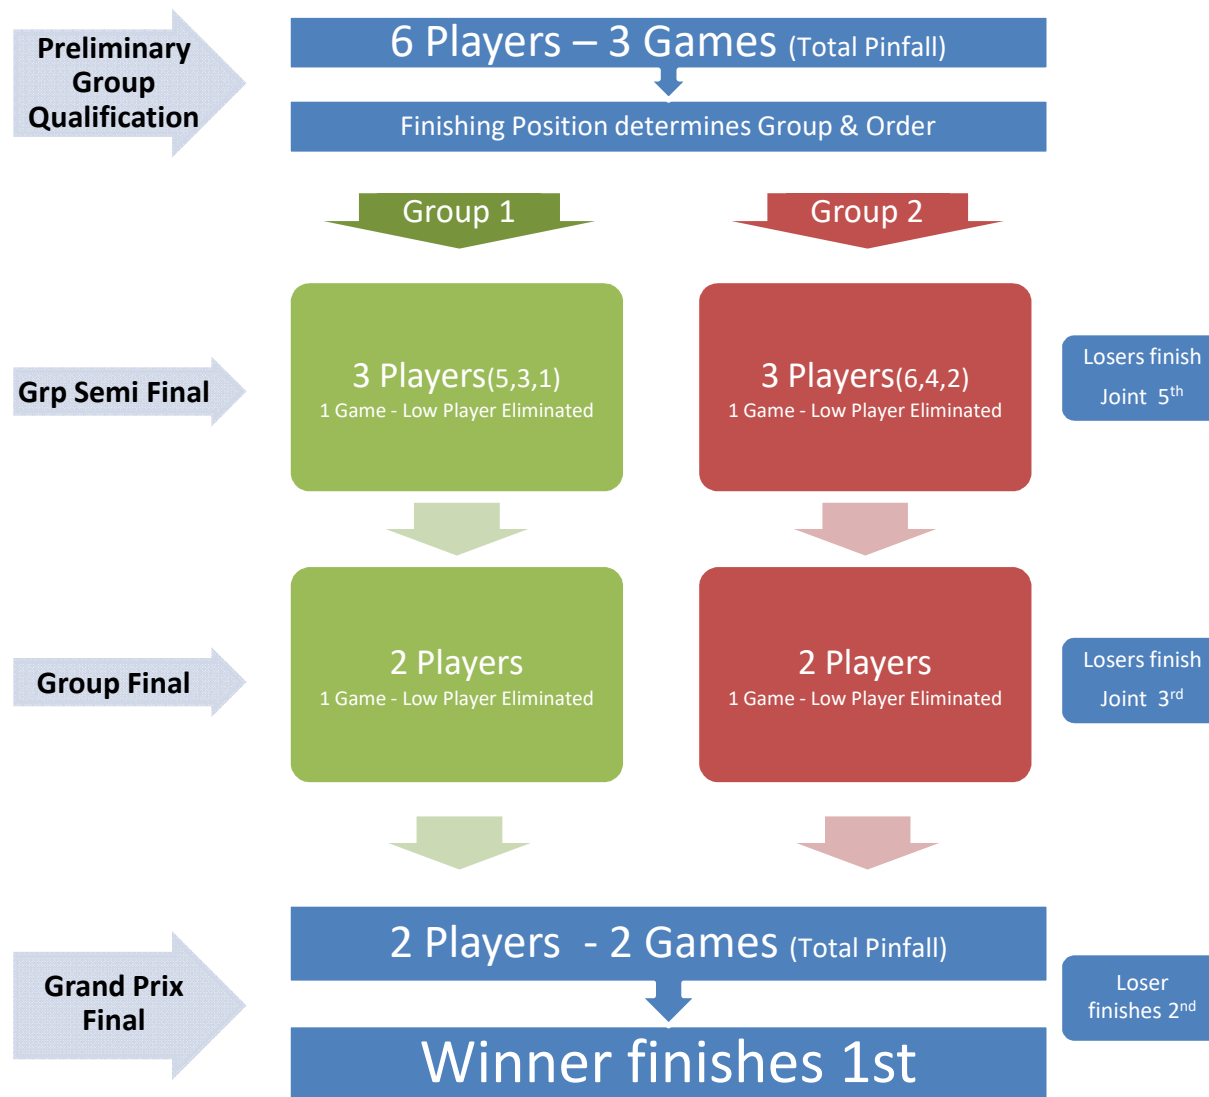 Preliminary
Group
Qualification
6 Players – 3 Games (Total Pinfall)
Finishing Position determines Group & Order
Group 1
Group 2
Grp Semi Final
3 Players(5,3,1)
1 Game - Low Player Eliminated
3 Players(6,4,2)
1 Game - Low Player Eliminated
Losers finish
Joint 5th
Group Final
2 Players
1 Game - Low Player Eliminated
2 Players
1 Game - Low Player Eliminated
Losers finish
Joint 3rd
Grand Prix
Final
2 Players - 2 Games (Total Pinfall)
Winner finishes 1st
Loser
finishes 2nd